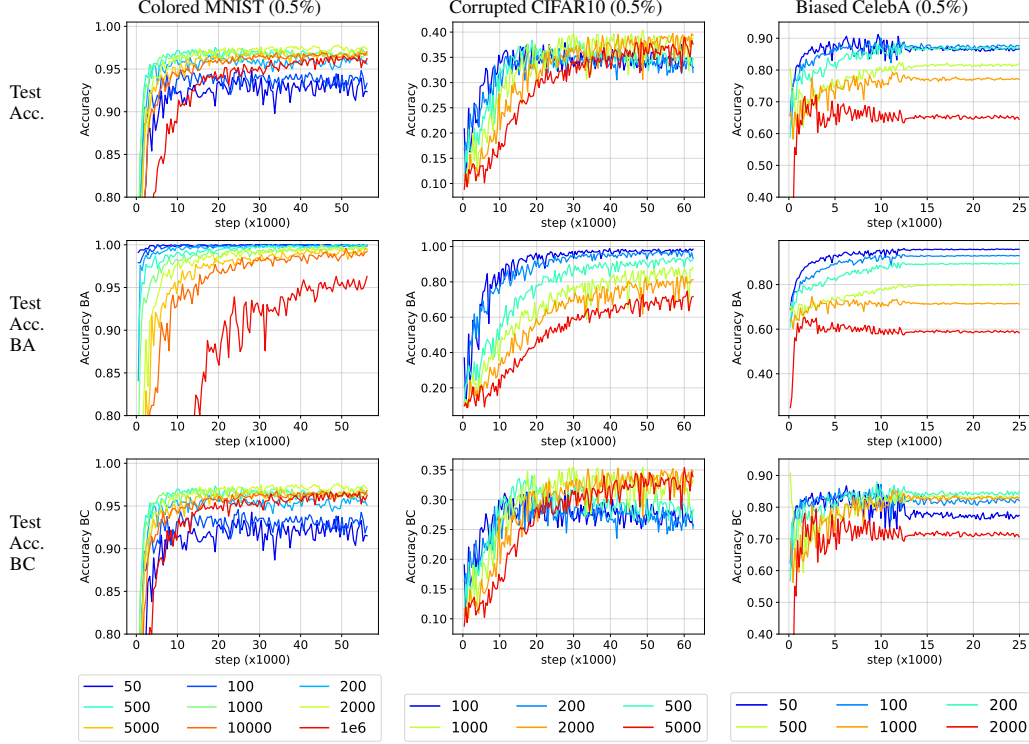 Colored MNIST (0.5%) Corrupted CIFAR10 (0.5%) Biased CelebA (0.5%)
Test
Acc.
Accuracy
1.00
0.95
0.90
0.85
0.80
0 10 20 30 40 50
step (x1000)
Accuracy
0.40
0.35
0.30
0.25
0.20
0.15
0.10
0 10 20 30 40 50 60
step (x1000)
Accuracy
0.90
0.80
0.70
0.60
0.50
0.40
0 5 10 15 20 25
step (x1000)
Test
Acc.
BA
Accuracy BA
1.00
0.95
0.90
0.85
0.80
0 10 20 30 40 50
step (x1000)
Accuracy BA
1.00
0.80
0.60
0.40
0.20
0 10 20 30 40 50 60
step (x1000)
Accuracy BA
0.80
0.60
0.40
0 5 10 15 20 25
step (x1000)
Test
Acc.
BC
Accuracy BC
1.00
0.95
0.90
0.85
0.80
0 10 20 30 40 50
step (x1000)
Accuracy BC
0.35
0.30
0.25
0.20
0.15
0.10
0 10 20 30 40 50 60
step (x1000)
Accuracy BC
0.90
0.80
0.70
0.60
0.50
0.40
0 5 10 15 20 25
step (x1000)
50 100 200
500 1000 2000
5000 10000 1e6
100 200 500
1000 2000 5000
50 100 200
500 1000 2000